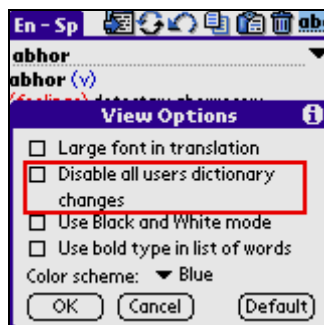 En - Sp ab
abhor
abhor (v)
View Options
Large font in translation
Disable all users dictionary
changes
Use Black and White mode
Use bold type in list of words
Color scheme: Blue
OK Cancel Default